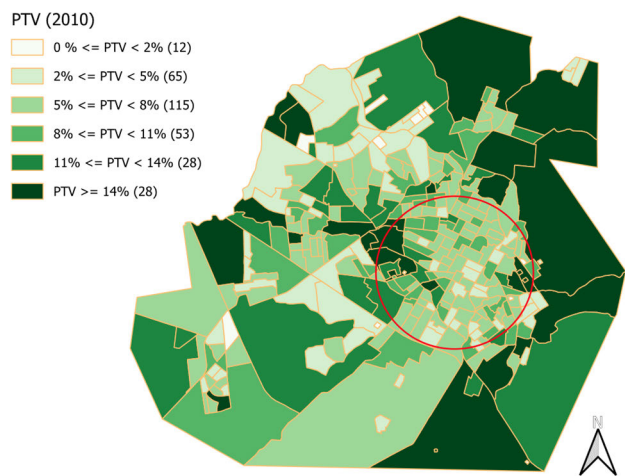 PTV (2010)
0 % <= PTV < 2% (12)
2% <= PTV < 5% (65)
5% <= PTV < 8% (115)
8% <= PTV < 11% (53)
11% <= PTV < 14% (28)
PTV >= 14% (28)
N